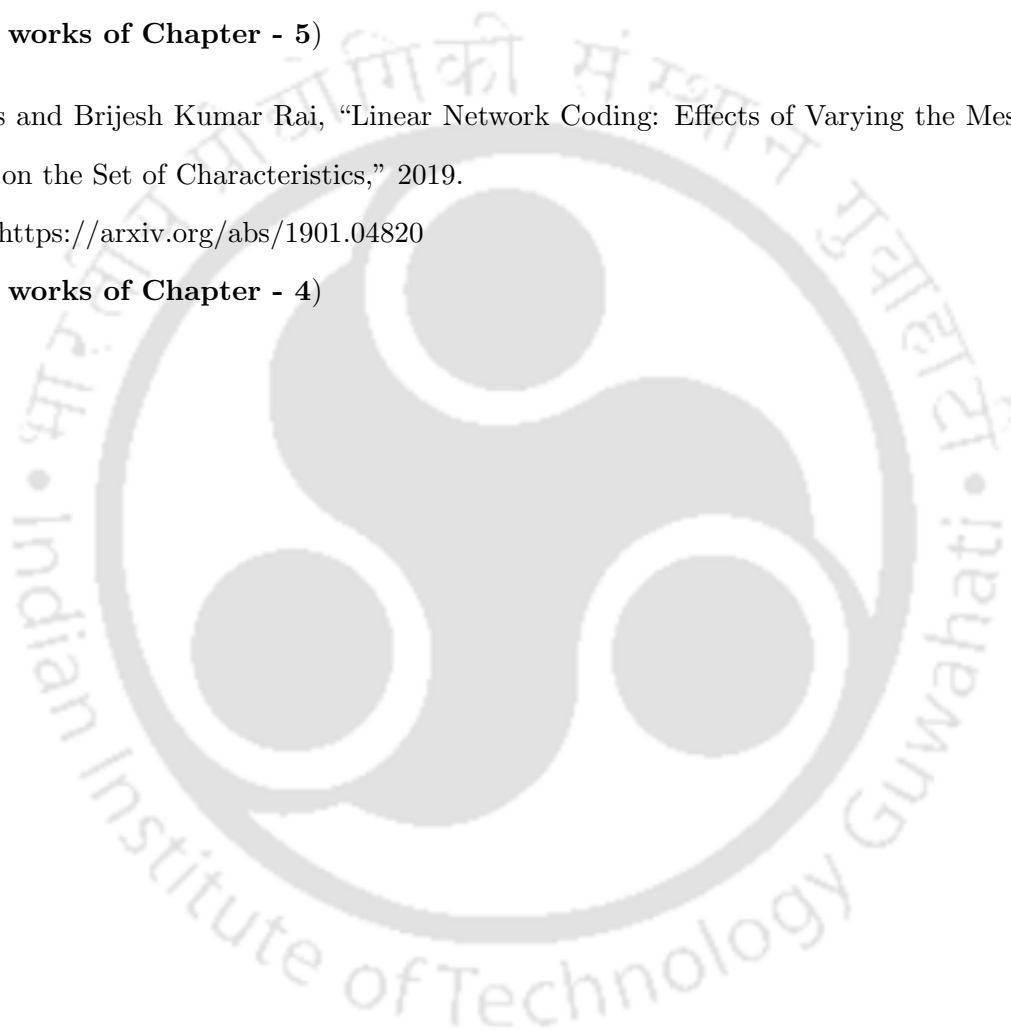 works of Chapter - 5)
s and Brijesh Kumar Rai, “Linear Network Coding: Effects of Varying the Mes
on the Set of Characteristics,” 2019.
https://arxiv.org/abs/1901.04820
works of Chapter - 4)
भारतीय प्रौद्योगिकी संस्थान गुवाहाटी
• Indian Institute of Technology Guwahati •